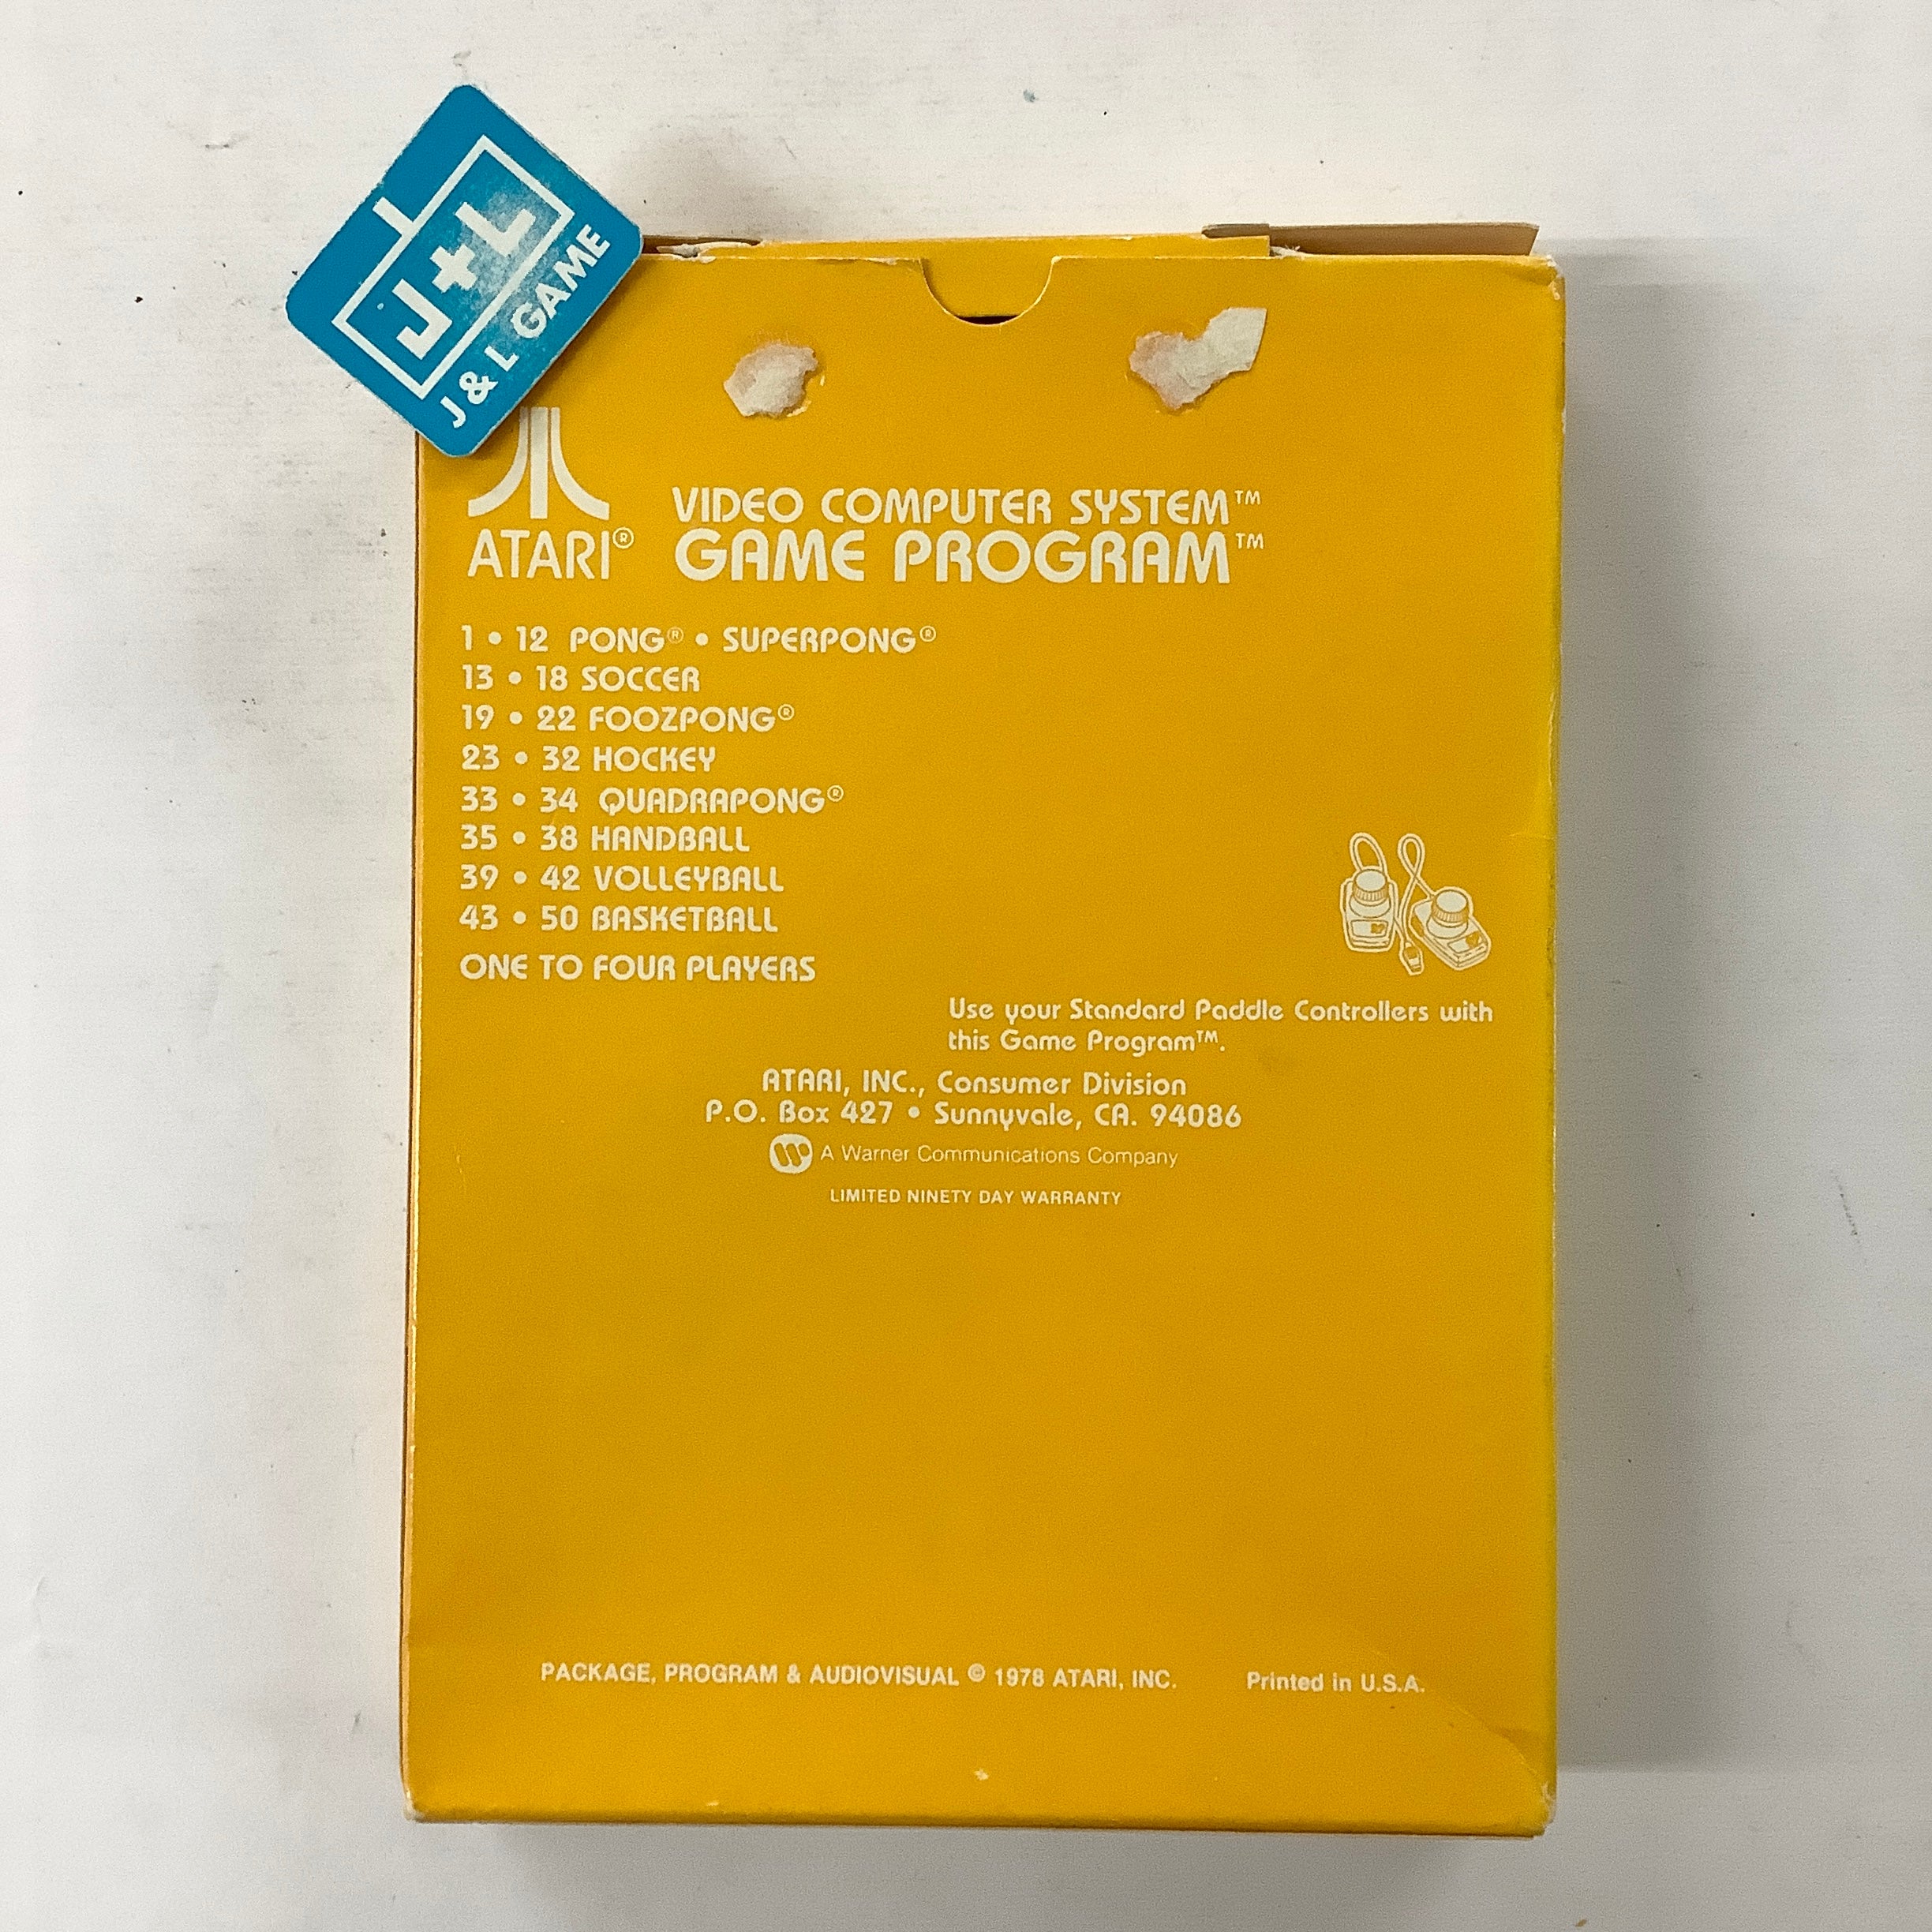 J+L
J & L GAME
ATARI®
VIDEO COMPUTER SYSTEM™
GAME PROGRAM™
1 • 12 PONG® • SUPERPONG®
13 • 18 SOCCER
19 • 22 FOOZPONG®
23 • 32 HOCKEY
33 • 34 QUADRAPONG®
35 • 38 HANDBALL
39 • 42 VOLLEYBALL
43 • 50 BASKETBALL
ONE TO FOUR PLAYERS
Use your Standard Paddle Controllers with
this Game Program™.
ATARI, INC., Consumer Division
P.O. Box 427 • Sunnyvale, CA. 94086
A Warner Communications Company
LIMITED NINETY DAY WARRANTY
PACKAGE, PROGRAM & AUDIOVISUAL © 1978 ATARI, INC. Printed in U.S.A.